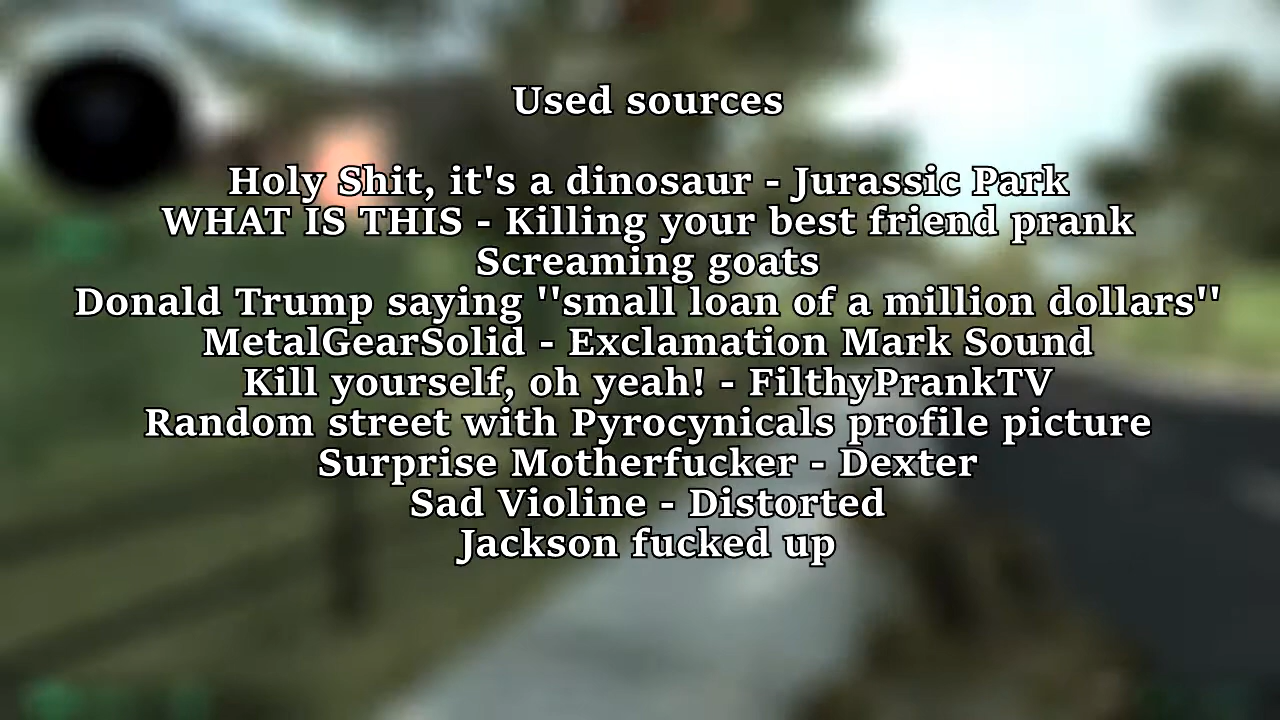 Used sources
Holy Shit, it's a dinosaur - Jurassic Park
WHAT IS THIS - Killing your best friend prank
Screaming goats
Donald Trump saying ''small loan of a million dollars''
MetalGearSolid - Exclamation Mark Sound
Kill yourself, oh yeah! - FilthyPrankTV
Random street with Pyrocynicals profile picture
Surprise Motherfucker - Dexter
Sad Violine - Distorted
Jackson fucked up